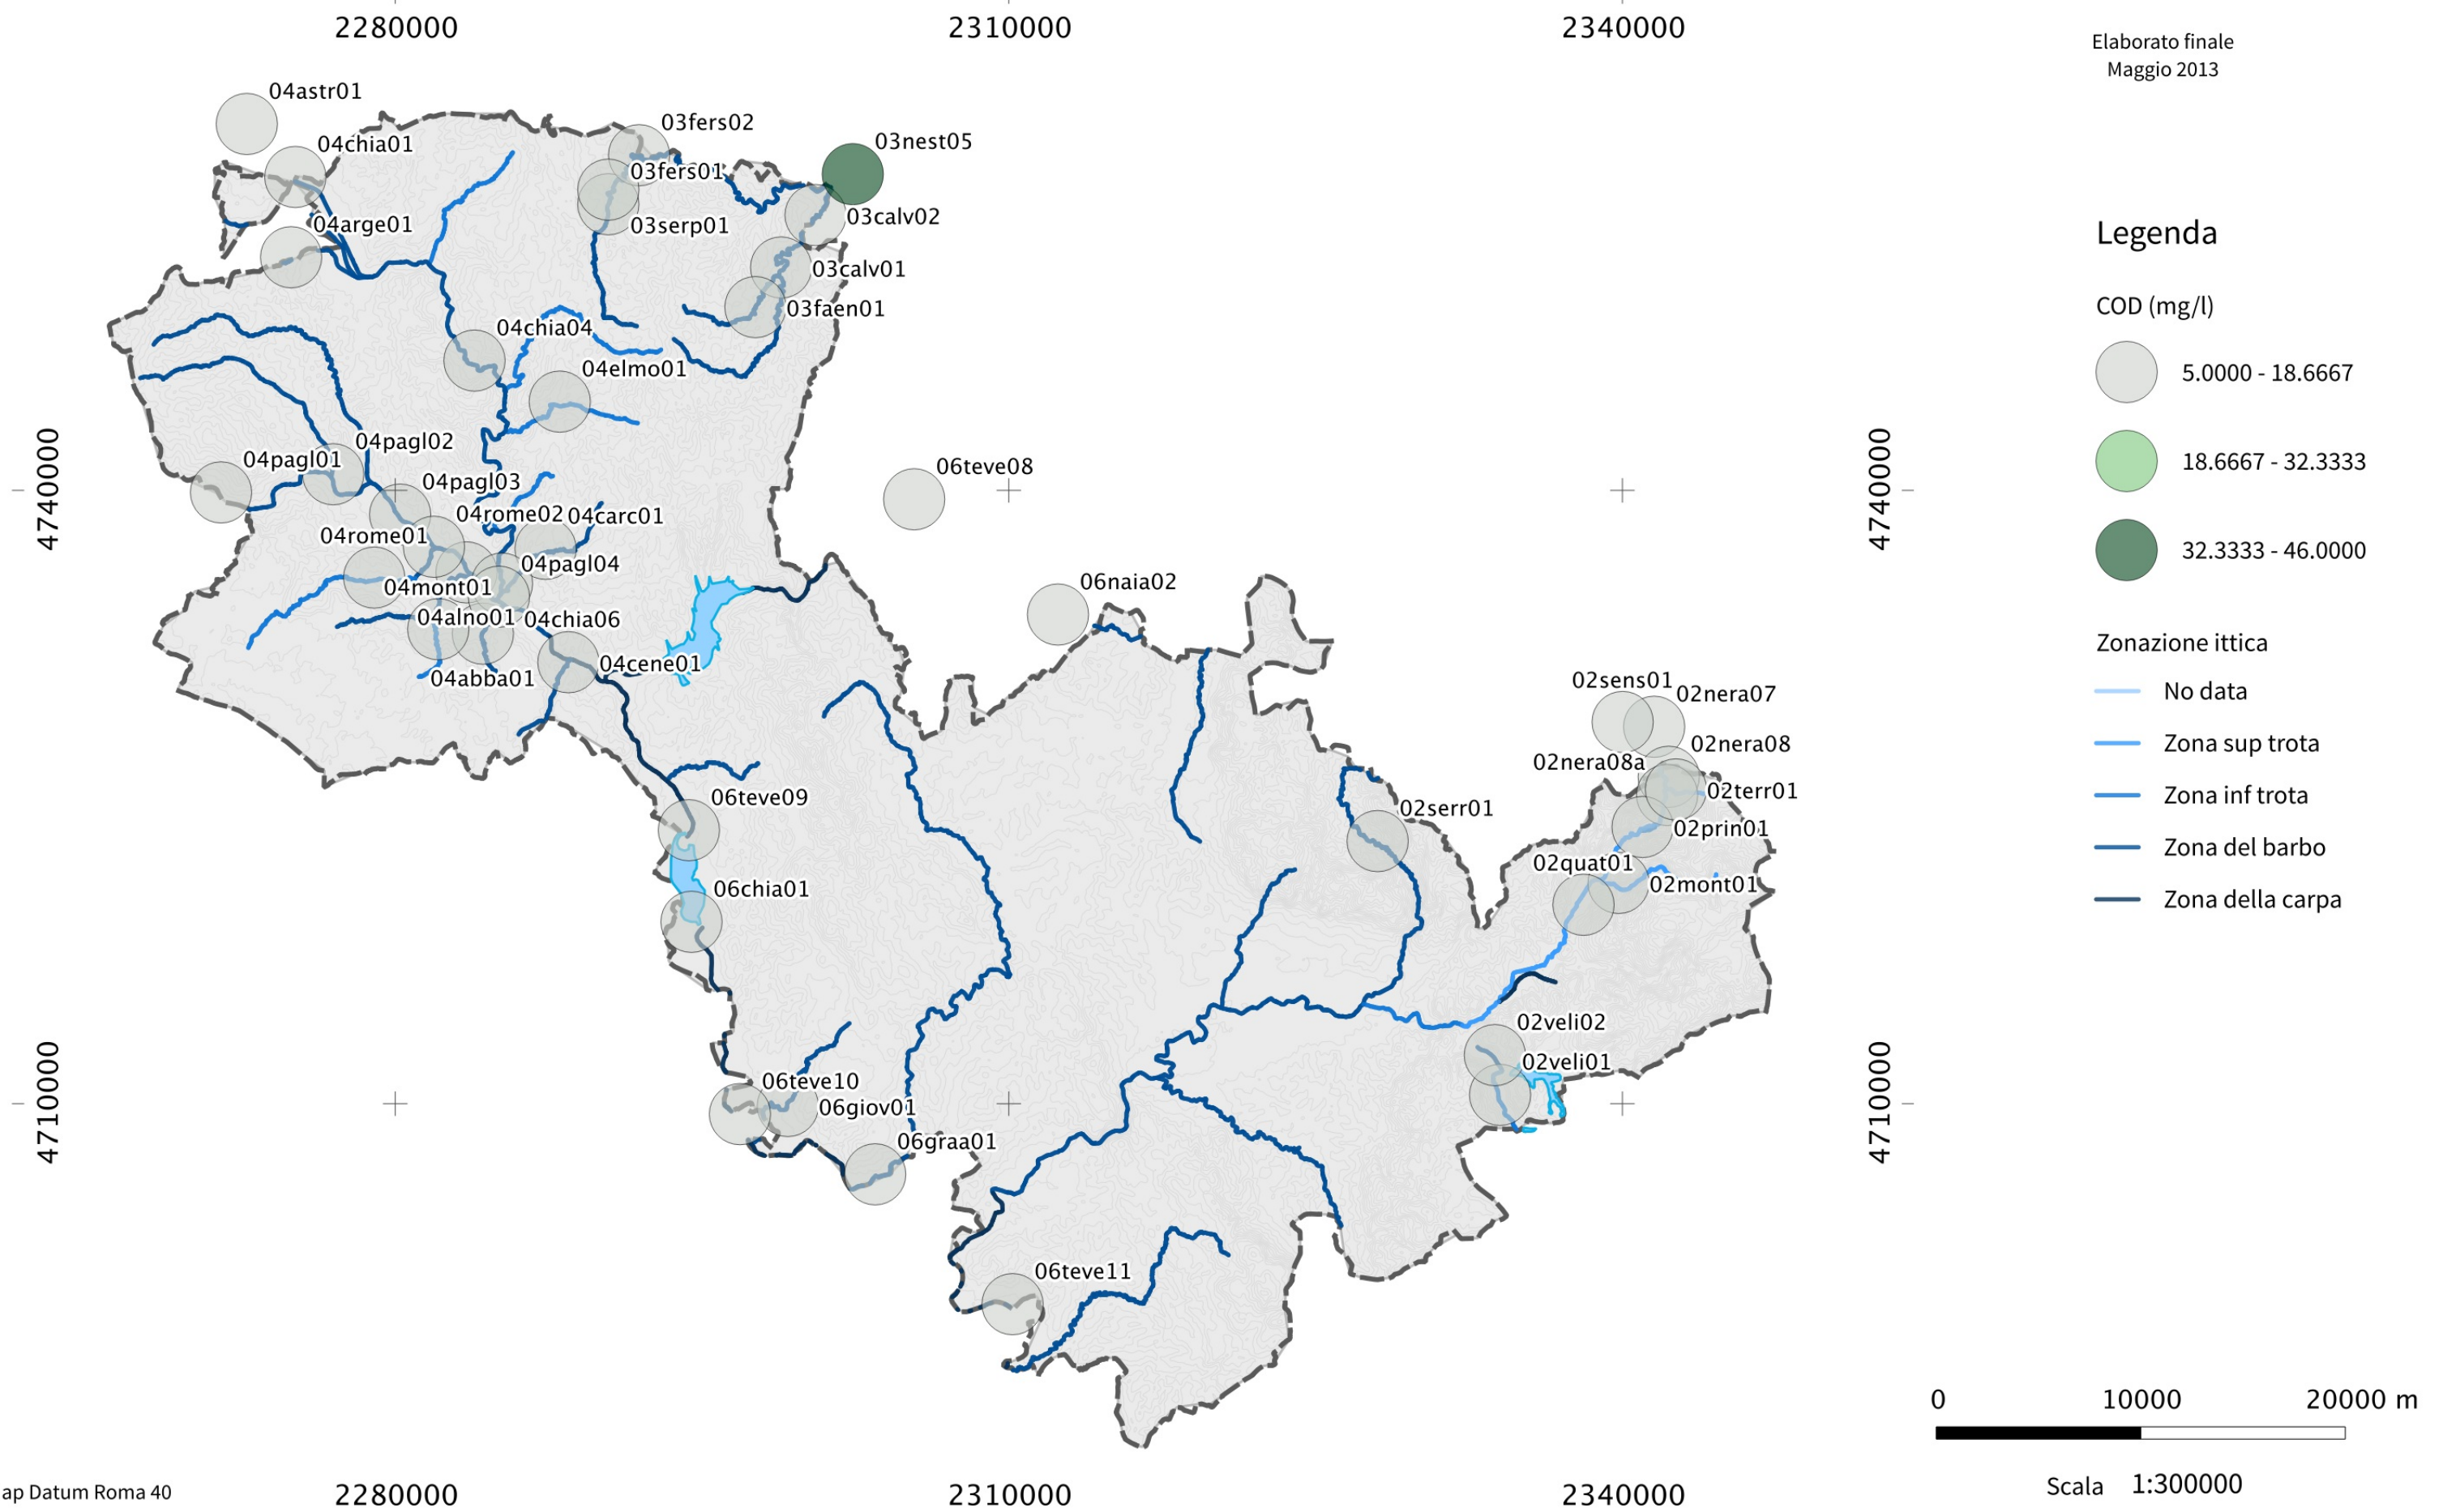 2280000
2310000
2340000
Elaborato finale
Maggio 2013
04astr01
04chia01
03fers02
03nest05
03fers01
04arge01
03serp01
03calv02
03calv01
03faen01
04chia04
04elmo01
04pagl02
04pagl01
04pagl03
06teve08
04rome02
04carc01
04rome01
04pagl04
04mont01
04alno01
04chia06
04cene01
04abba01
06naia02
02sens01
02nera07
02nera08
02nera08a
02terr01
06teve09
02serr01
02prin01
02quat01
02mont01
06chia01
02veli02
02veli01
06teve10
06giov01
06graa01
06teve11
4740000
4740000
4710000
4710000
Legenda
COD (mg/l)
5.0000 - 18.6667
18.6667 - 32.3333
32.3333 - 46.0000
Zonazione ittica
No data
Zona sup trota
Zona inf trota
Zona del barbo
Zona della carpa
0 10000 20000 m
Scala 1:300000
ap Datum Roma 40
2280000
2310000
2340000